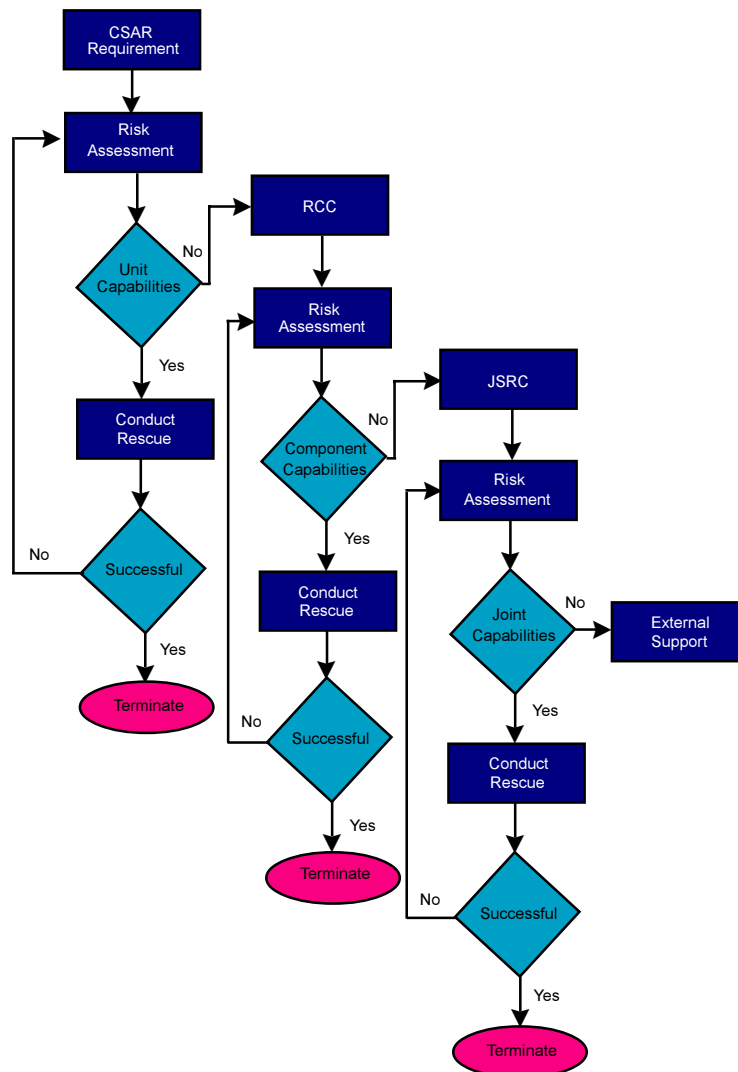 CSAR
Requirement
Risk
Assessment
No
RCC
Unit
Capabilities
Yes
Conduct
Rescue
No
Successful
Yes
Terminate
Risk
Assessment
No
JSRC
Component
Capabilities
Yes
Conduct
Rescue
No
Successful
Yes
Terminate
Risk
Assessment
No
External
Support
Joint
Capabilities
Yes
Conduct
Rescue
No
Successful
Yes
Terminate